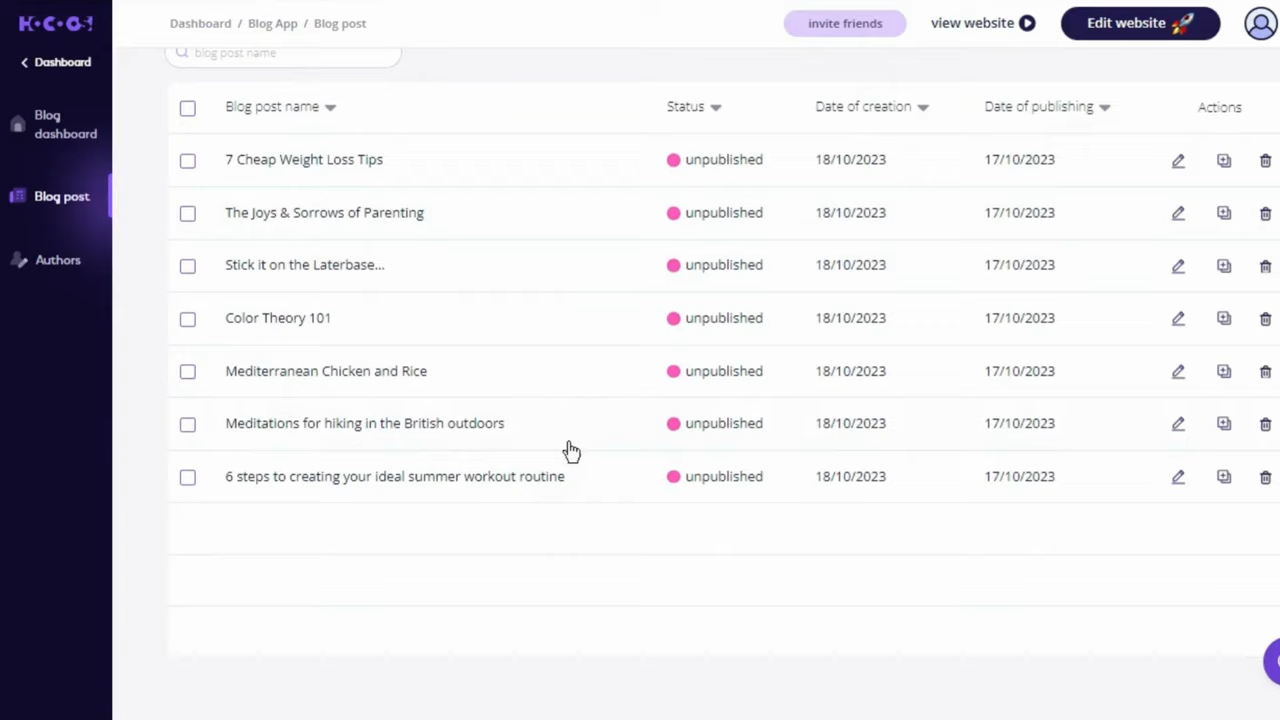 K•C•OS
Dashboard / Blog App / Blog post
invite friends
view website
Edit website
Dashboard
Blog dashboard
Blog post
Authors
blog post name
Blog post name Status Date of creation Date of publishing Actions
7 Cheap Weight Loss Tips unpublished 18/10/2023 17/10/2023
The Joys & Sorrows of Parenting unpublished 18/10/2023 17/10/2023
Stick it on the Laterbase... unpublished 18/10/2023 17/10/2023
Color Theory 101 unpublished 18/10/2023 17/10/2023
Mediterranean Chicken and Rice unpublished 18/10/2023 17/10/2023
Meditations for hiking in the British outdoors unpublished 18/10/2023 17/10/2023
6 steps to creating your ideal summer workout routine unpublished 18/10/2023 17/10/2023